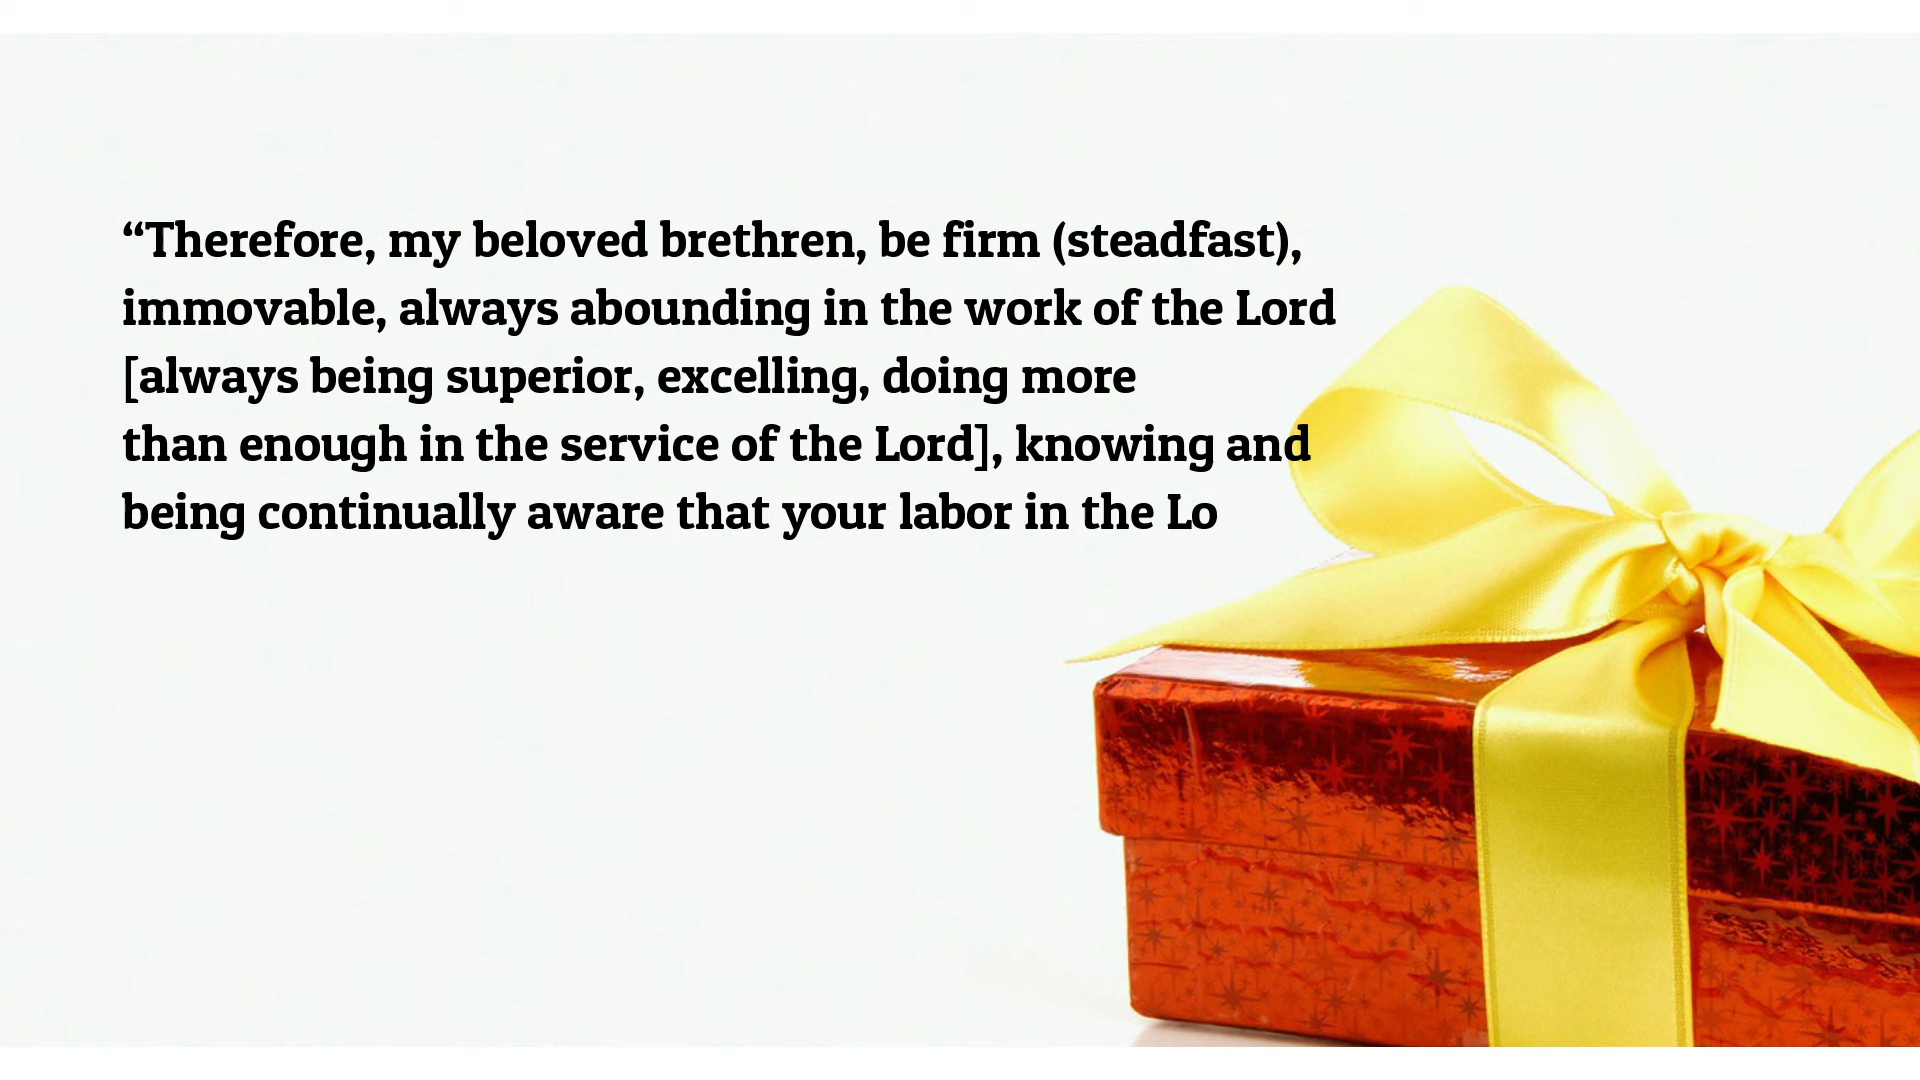 “Therefore, my beloved brethren, be firm (steadfast),
immovable, always abounding in the work of the Lord
[always being superior, excelling, doing more
than enough in the service of the Lord], knowing and
being continually aware that your labor in the Lo